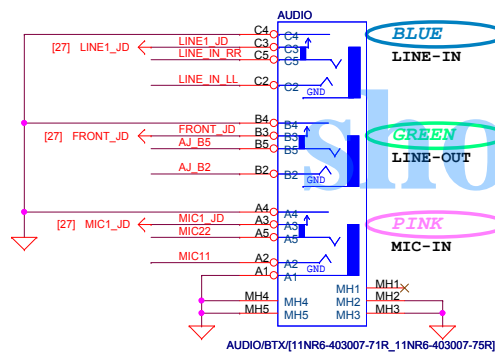 AUDIO
C4 C4 BLUE
[27] LINE1_JD LINE1_JD C3 C3
LINE_IN_RR C5 C5 LINE-IN
LINE_IN_LL C2 C2
GND
B4 B4
[27] FRONT_JD FRONT_JD B3 B3 GREEN
AJ_B5 B5 B5 LINE-OUT
AJ_B2 B2 B2
GND
sho
A4 A4
[27] MIC1_JD MIC1_JD A3 A3 PINK
MIC22 A5 A5 MIC-IN
MIC11 A2 A2
GND
A1 A1
MH1 MH1
MH4 MH4 MH2 MH2
MH5 MH5 MH3 MH3
AUDIO/BTX/[11NR6-403007-71R_11NR6-403007-75R]